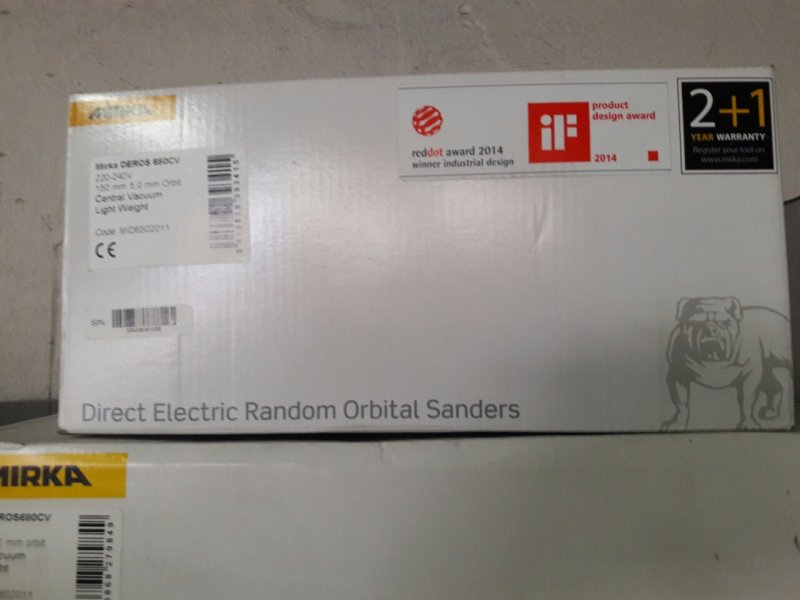 MIRKA
Mirka DEROS 650CV
220-240V
150 mm 5,0 mm Orbit
Central Vacuum
Light Weight
Code: MID6502011
CE
S/N:
reddot award 2014
winner industrial design
iF
product
design award
2014
2+1
YEAR WARRANTY
Register your tool on
www.mirka.com
Direct Electric Random Orbital Sanders
MIRKA
mm orbit